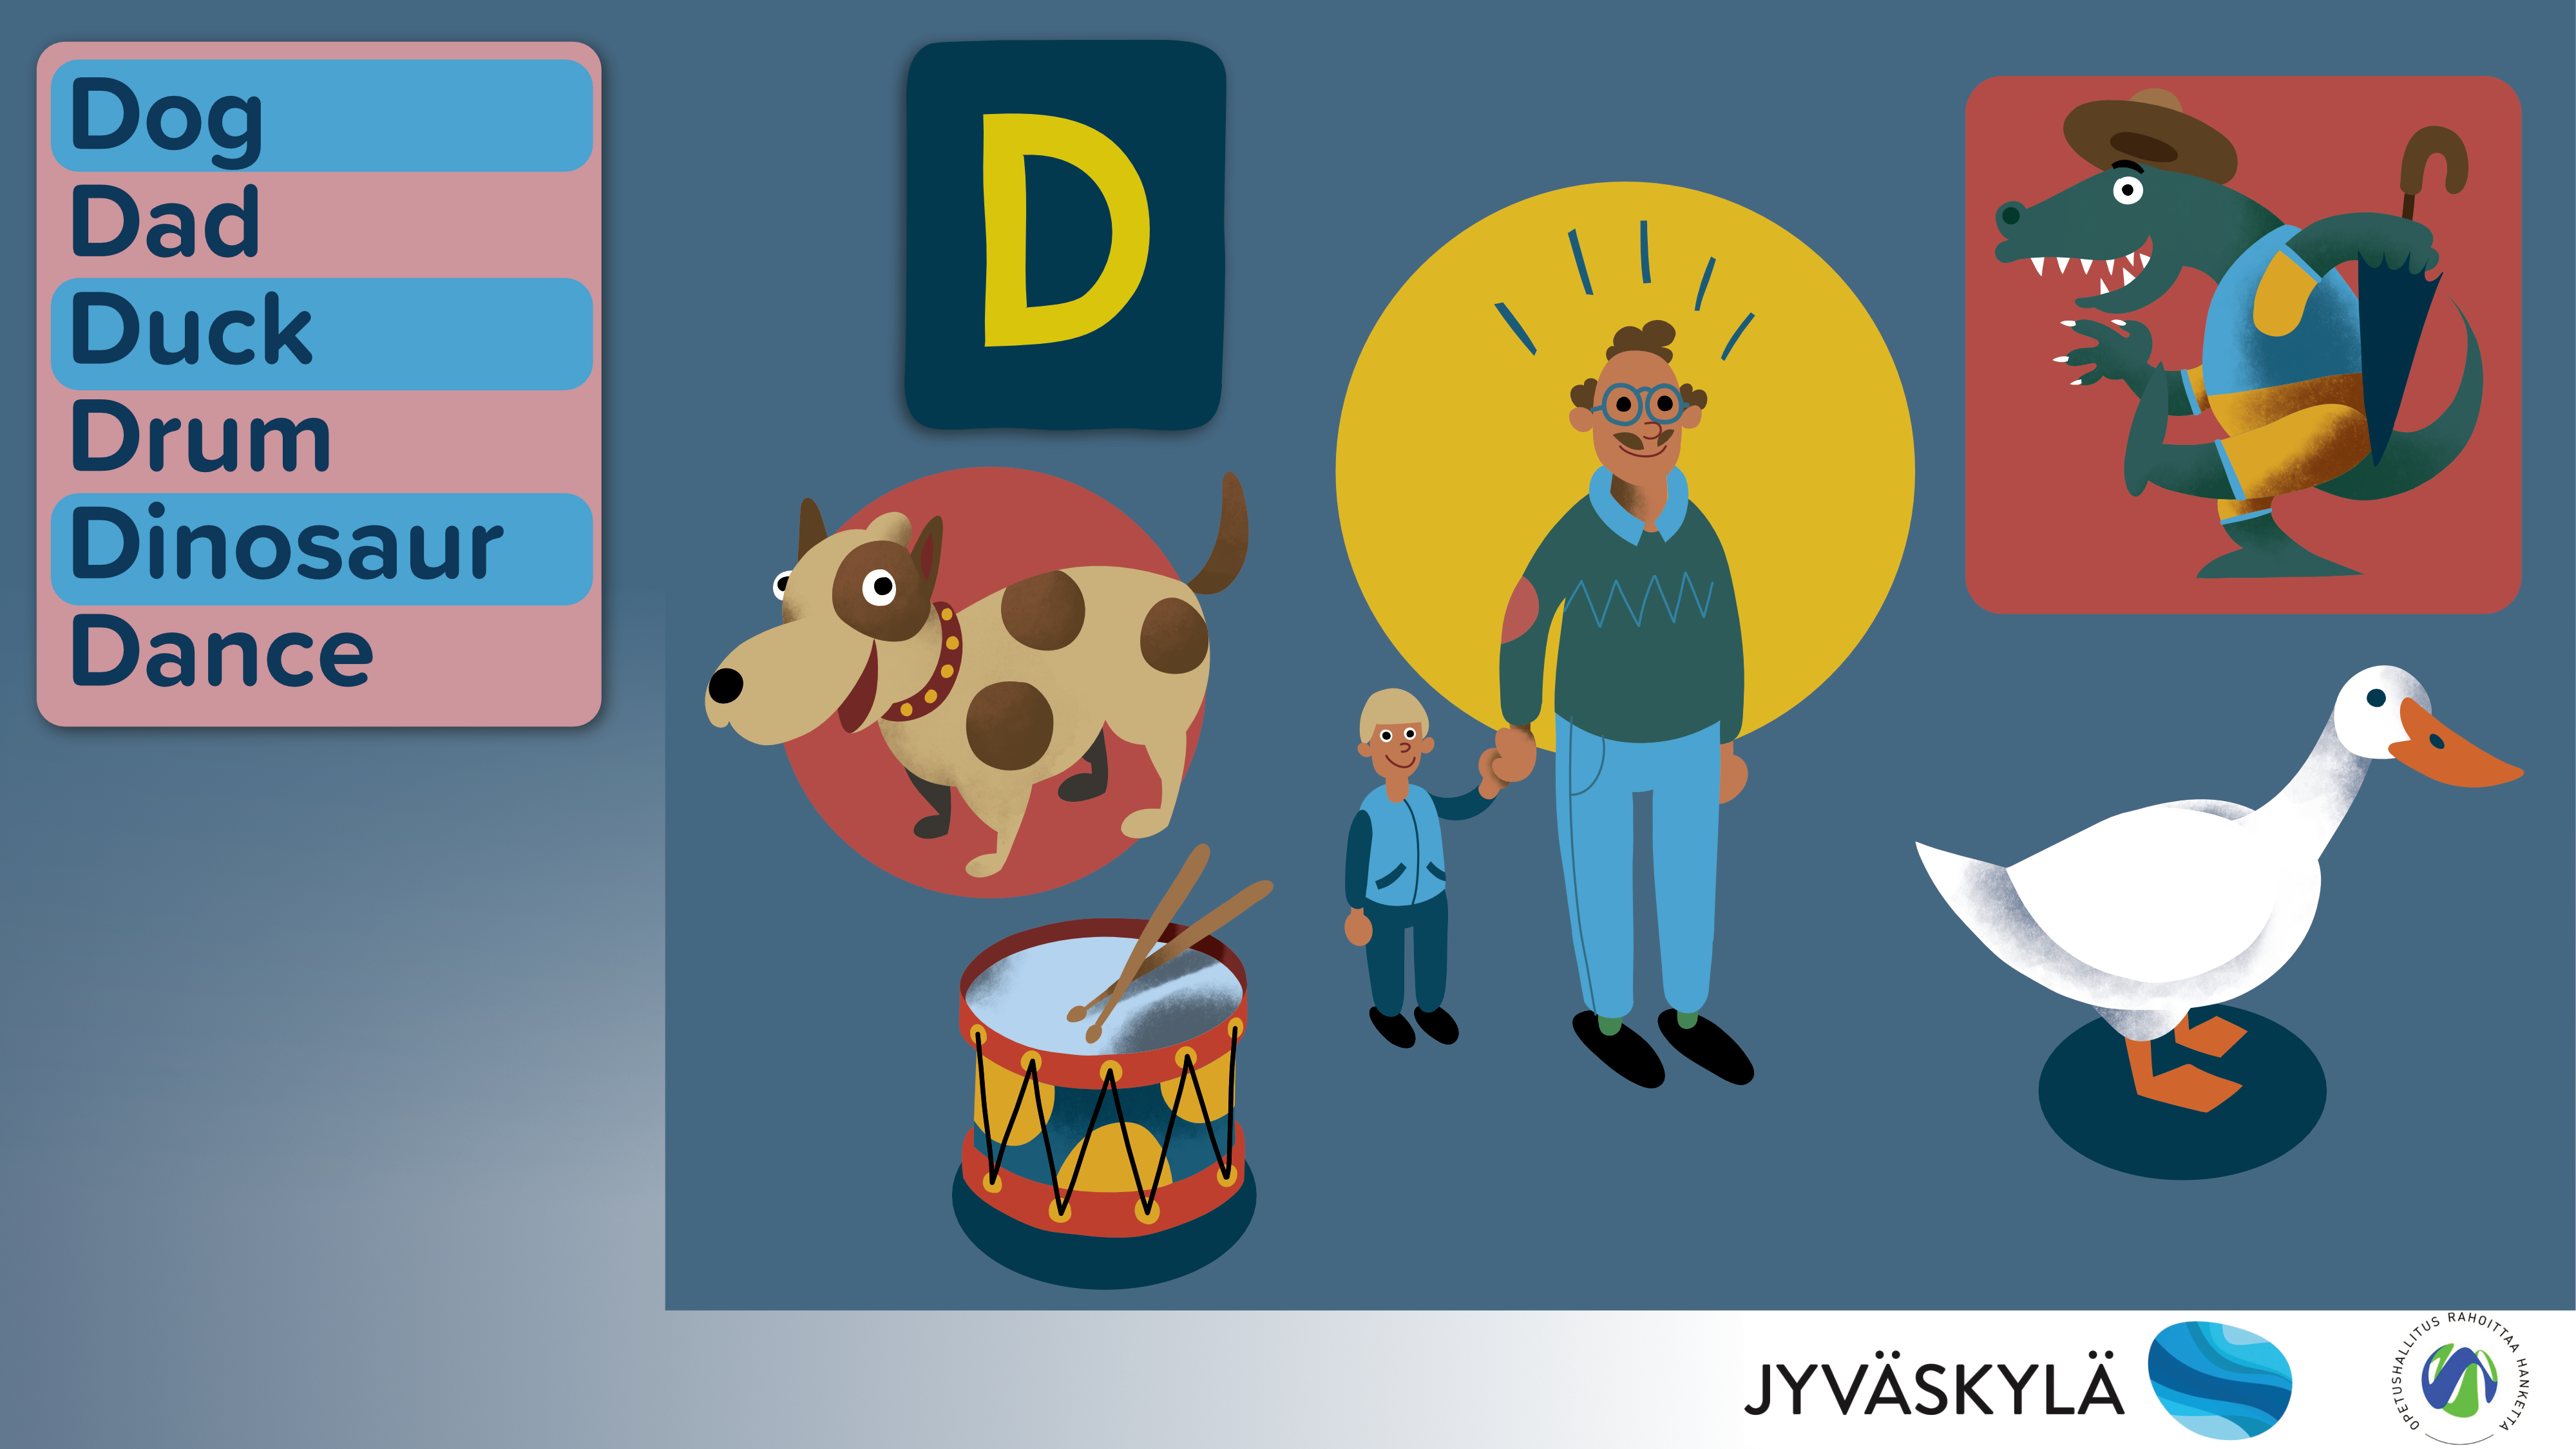 Dog
Dad
Duck
Drum
Dinosaur
Dance
D
JYVÄSKYLÄ
OPETUSHALLITUS RAHOITTAA HANKETTA